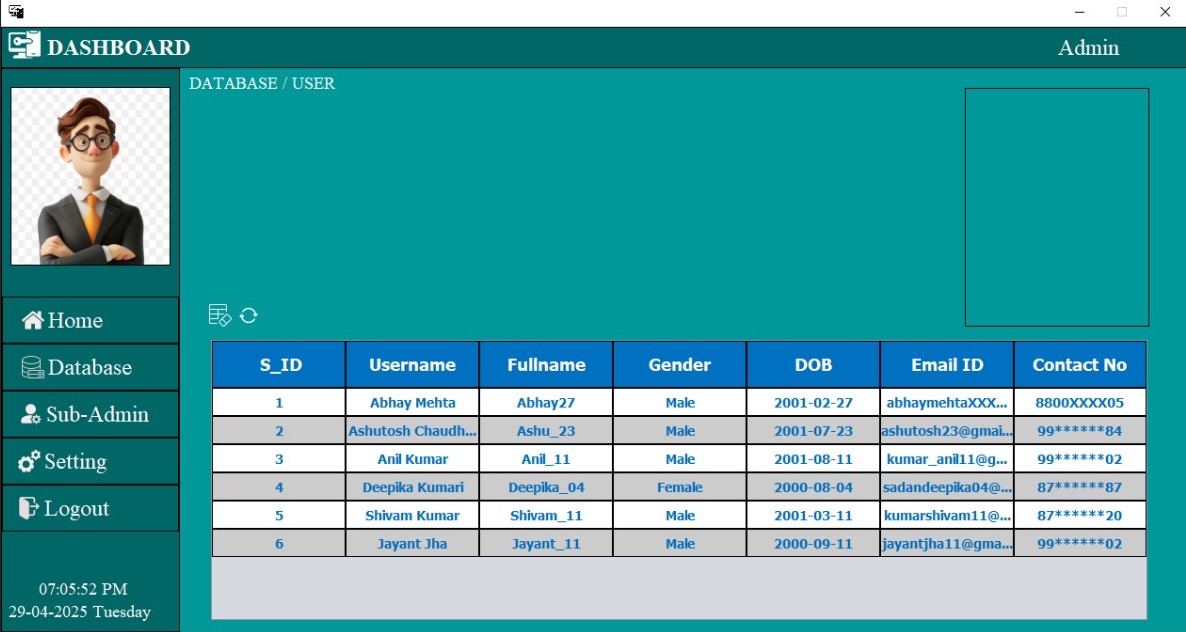 DASHBOARD
Admin
DATABASE / USER
Home
Database
Sub-Admin
Setting
Logout
07:05:52 PM
29-04-2025 Tuesday
S_ID Username Fullname Gender DOB Email ID Contact No
1 Abhay Mehta Abhay27 Male 2001-02-27 abhaymehtaXXX... 8800XXXX05
2 Ashutosh Chaudh... Ashu_23 Male 2001-07-23 ashutosh23@gmai... 99******84
3 Anil Kumar Anil_11 Male 2001-08-11 kumar_anil11@g... 99******02
4 Deepika Kumari Deepika_04 Female 2000-08-04 sadandeepika04@... 87******87
5 Shivam Kumar Shivam_11 Male 2001-03-11 kumarshivam11@... 87******20
6 Jayant Jha Jayant_11 Male 2000-09-11 jayantjha11@gma... 99******02